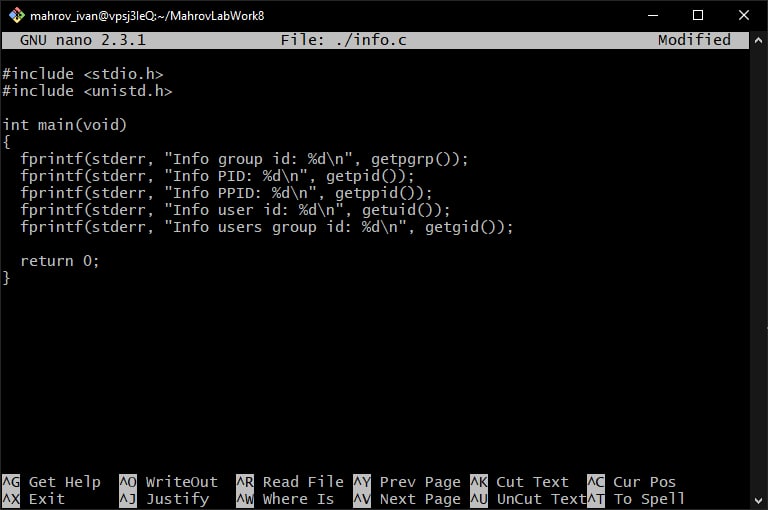 mahrov_ivan@vpsj3leQ:~/MahrovLabWork8
GNU nano 2.3.1 File: ./info.c Modified
#include <stdio.h>
#include <unistd.h>
int main(void)
{
  fprintf(stderr, "Info group id: %d\n", getpgrp());
  fprintf(stderr, "Info PID: %d\n", getpid());
  fprintf(stderr, "Info PPID: %d\n", getppid());
  fprintf(stderr, "Info user id: %d\n", getuid());
  fprintf(stderr, "Info users group id: %d\n", getgid());
  return 0;
}
^G Get Help ^O WriteOut ^R Read File ^Y Prev Page ^K Cut Text ^C Cur Pos
^X Exit ^J Justify ^W Where Is ^V Next Page ^U UnCut Text ^T To Spell